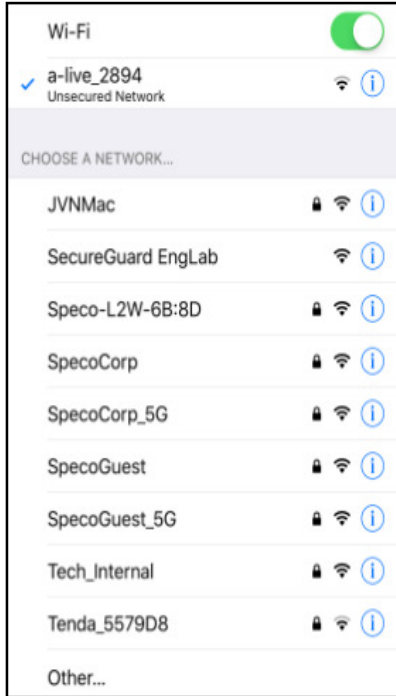 Wi-Fi
a-live_2894
Unsecured Network
CHOOSE A NETWORK...
JVNMac
SecureGuard EngLab
Speco-L2W-6B:8D
SpecoCorp
SpecoCorp_5G
SpecoGuest
SpecoGuest_5G
Tech_Internal
Tenda_5579D8
Other...